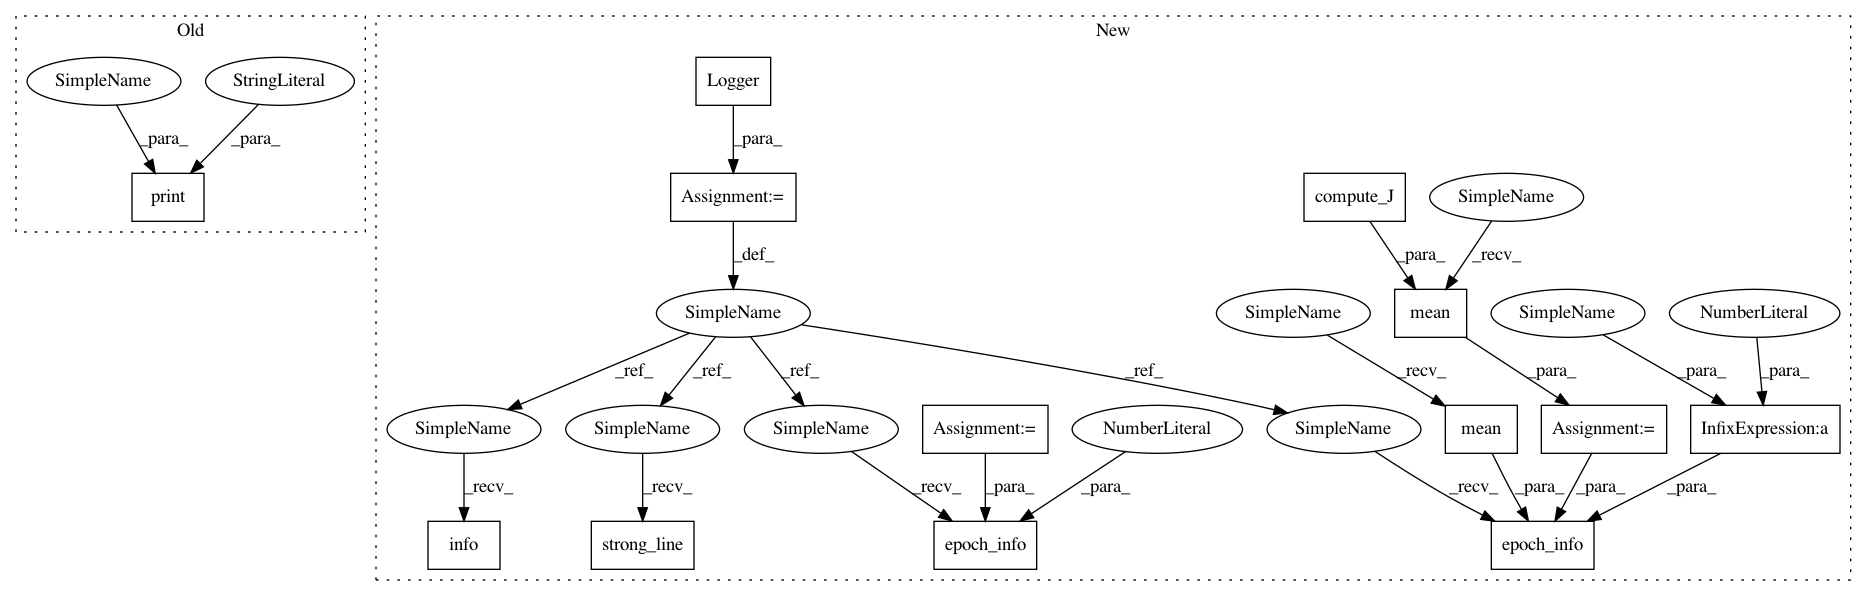 Old
New
SimpleName
StringLiteral
Logger
_para_
_para_
_para_
print
Assignment:=
compute_J
SimpleName
_def_
_para_
_recv_
SimpleName
SimpleName
mean
SimpleName
NumberLiteral
_ref_
_ref_
_ref_
_ref_
_recv_
_para_
_para_
_para_
SimpleName
SimpleName
SimpleName
Assignment:=
NumberLiteral
SimpleName
mean
Assignment:=
InfixExpression:a
_recv_
_recv_
_recv_
_para_
_para_
_recv_
_para_
_para_
_para_
info
strong_line
epoch_info
epoch_info